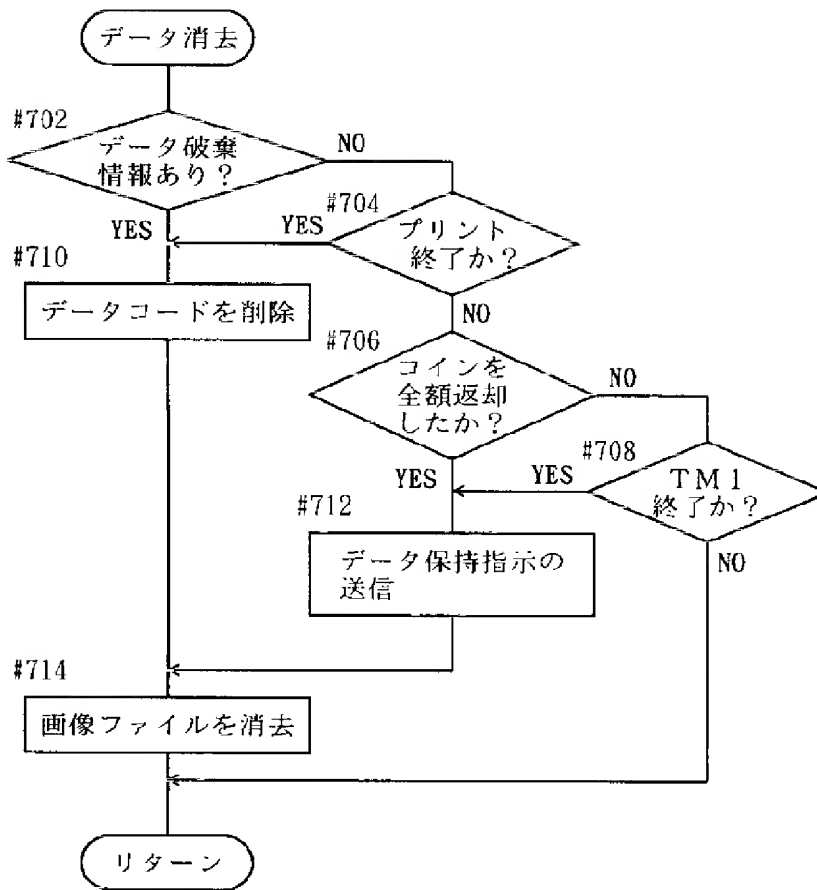 データ消去
#702
データ破棄
情報あり？
NO
YES
#704
プリント
終了か？
YES
NO
#710
データコードを削除
#706
コインを
全額返却
したか？
NO
YES
#708
ＴＭ１
終了か？
YES
NO
#712
データ保持指示の
送信
#714
画像ファイルを消去
リターン